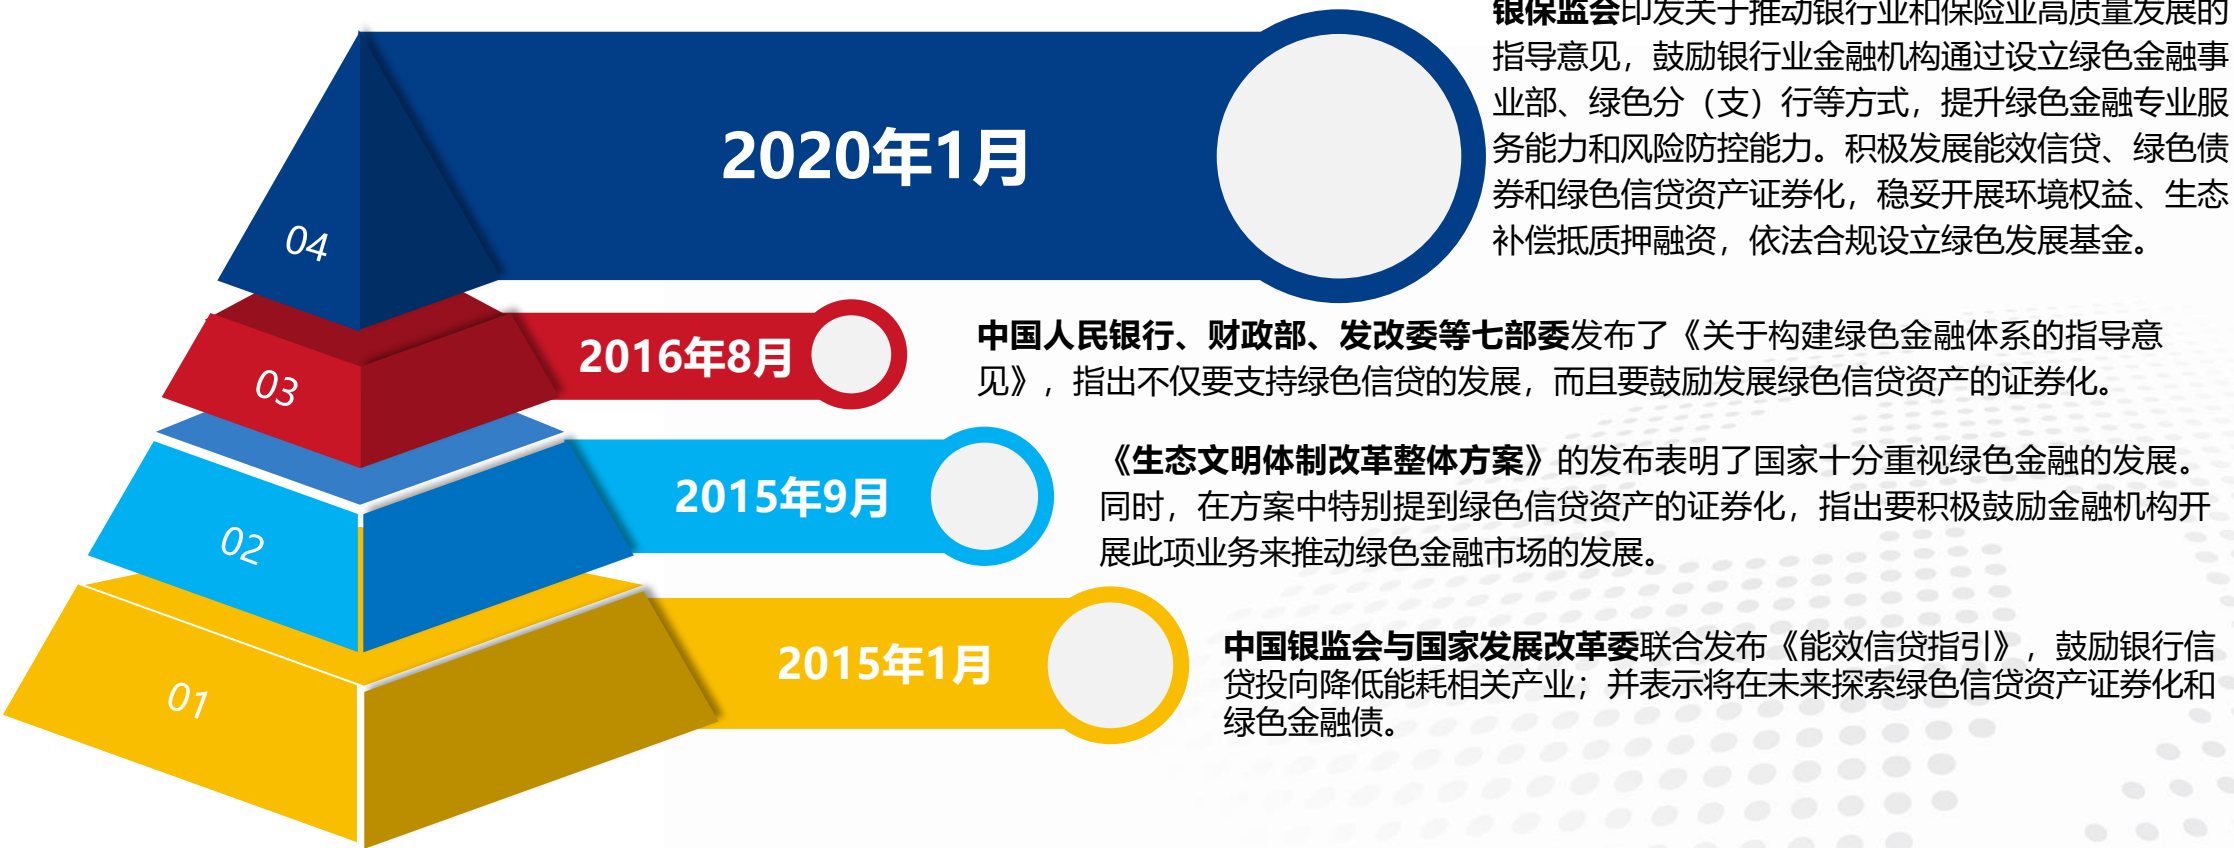 银保监会印发关于推动银行业和保险业高质量发展的
指导意见，鼓励银行业金融机构通过设立绿色金融事
业部、绿色分（支）行等方式，提升绿色金融专业服
务能力和风险防控能力。积极发展能效信贷、绿色债
券和绿色信贷资产证券化，稳妥开展环境权益、生态
补偿抵质押融资，依法合规设立绿色发展基金。
2020年1月
04
中国人民银行、财政部、发改委等七部委发布了《关于构建绿色金融体系的指导意
见》，指出不仅要支持绿色信贷的发展，而且要鼓励发展绿色信贷资产的证券化。
2016年8月
03
《生态文明体制改革整体方案》的发布表明了国家十分重视绿色金融的发展。
同时，在方案中特别提到绿色信贷资产的证券化，指出要积极鼓励金融机构开
展此项业务来推动绿色金融市场的发展。
2015年9月
02
中国银监会与国家发展改革委联合发布《能效信贷指引》，鼓励银行信
贷投向降低能耗相关产业；并表示将在未来探索绿色信贷资产证券化和
绿色金融债。
2015年1月
01